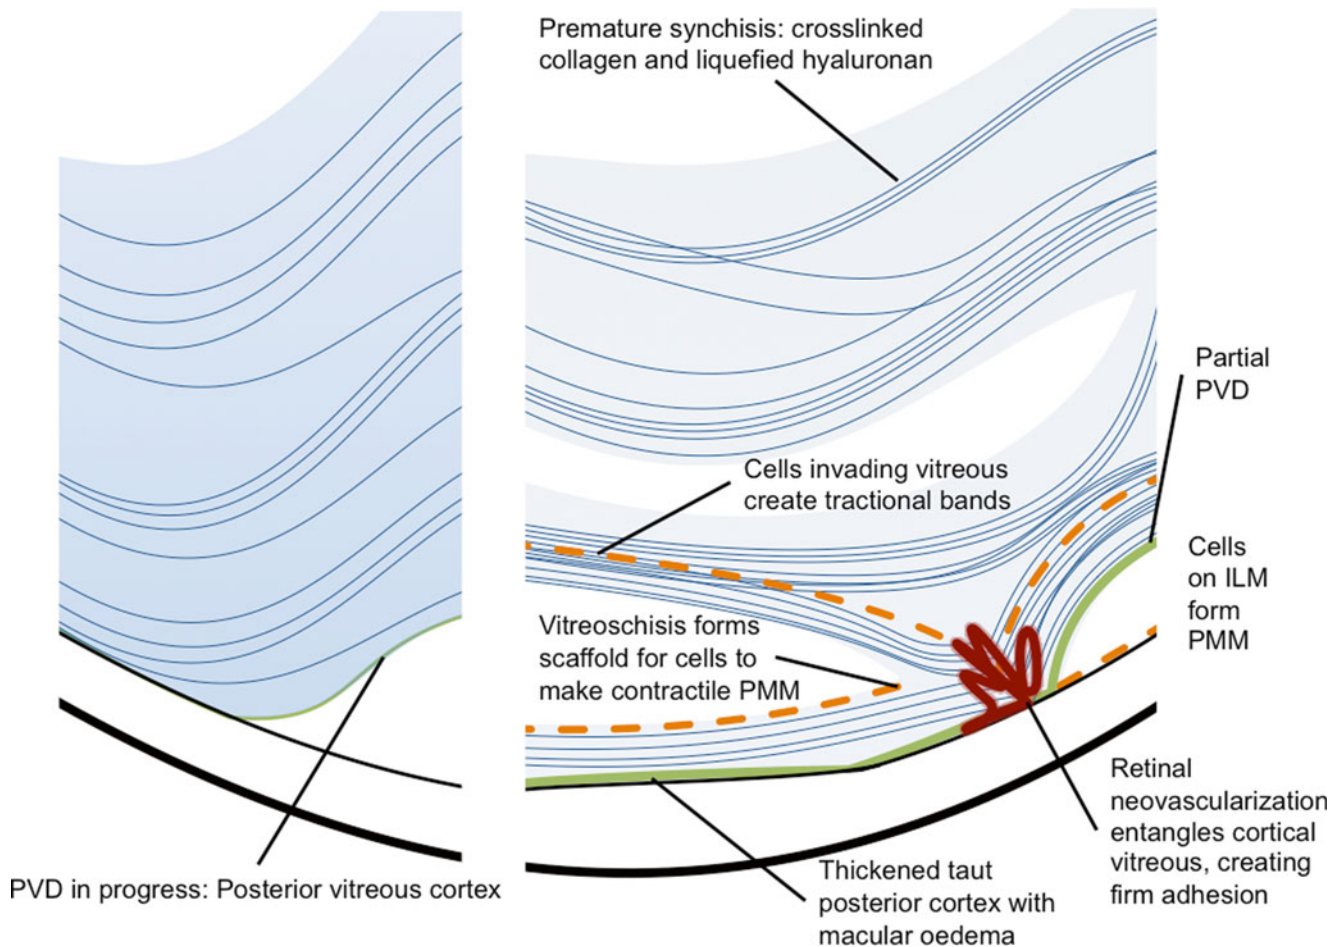 Premature synchisis: crosslinked
collagen and liquefied hyaluronan
Partial
PVD
Cells invading vitreous
create tractional bands
Cells
on ILM
form
PMM
Vitreoschisis forms
scaffold for cells to
make contractile PMM
Retinal
neovascularization
entangles cortical
vitreous, creating
firm adhesion
PVD in progress: Posterior vitreous cortex
Thickened taut
posterior cortex with
macular oedema